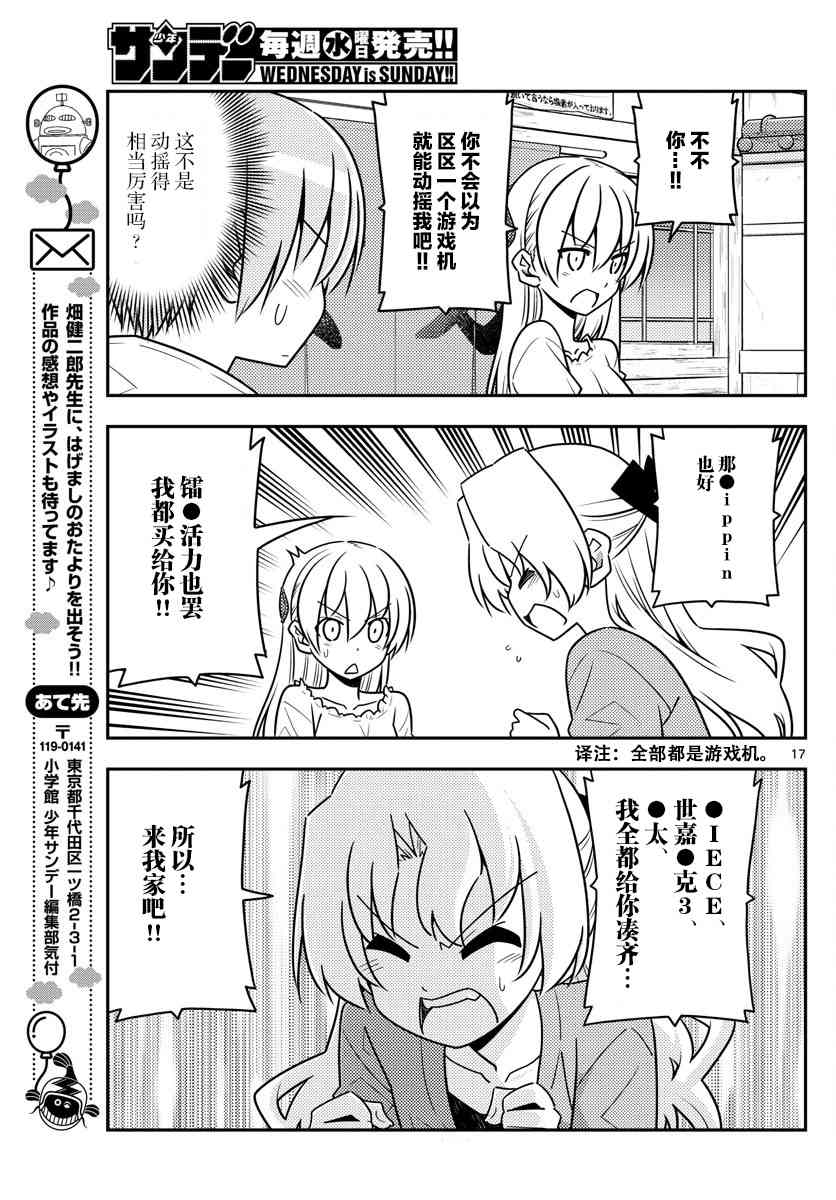 少年サンデー毎週水曜日発売!!
WEDNESDAY is SUNDAY!!
不不
你…!!
你不会以为
区区一个游戏机
就能动摇我吧!!
这不是
动摇得
相当厉害吗?
那●ippin
也好
镭●活力也罢
我都买给你!!
译注：全部都是游戏机。
17
●IECE、
世嘉●克3、
●太、
我全都给你凑齐…
所以…
来我家吧!!
畑健二郎先生に、はげましのおたよりを出そう!!
作品の感想やイラストも待ってます♪
あて先
〒
119-0141
東京都千代田区一ツ橋2-3-1
小学館 少年サンデー編集部気付